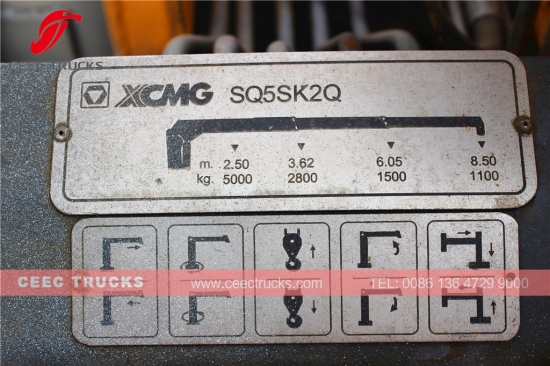 TRUCKS
XCMG SQ5SK2Q
m. 2.50 3.62 6.05 8.50
kg. 5000 2800 1500 1100
CEEC TRUCKS www.ceectrucks.com TEL: 0086 136 4729 9000